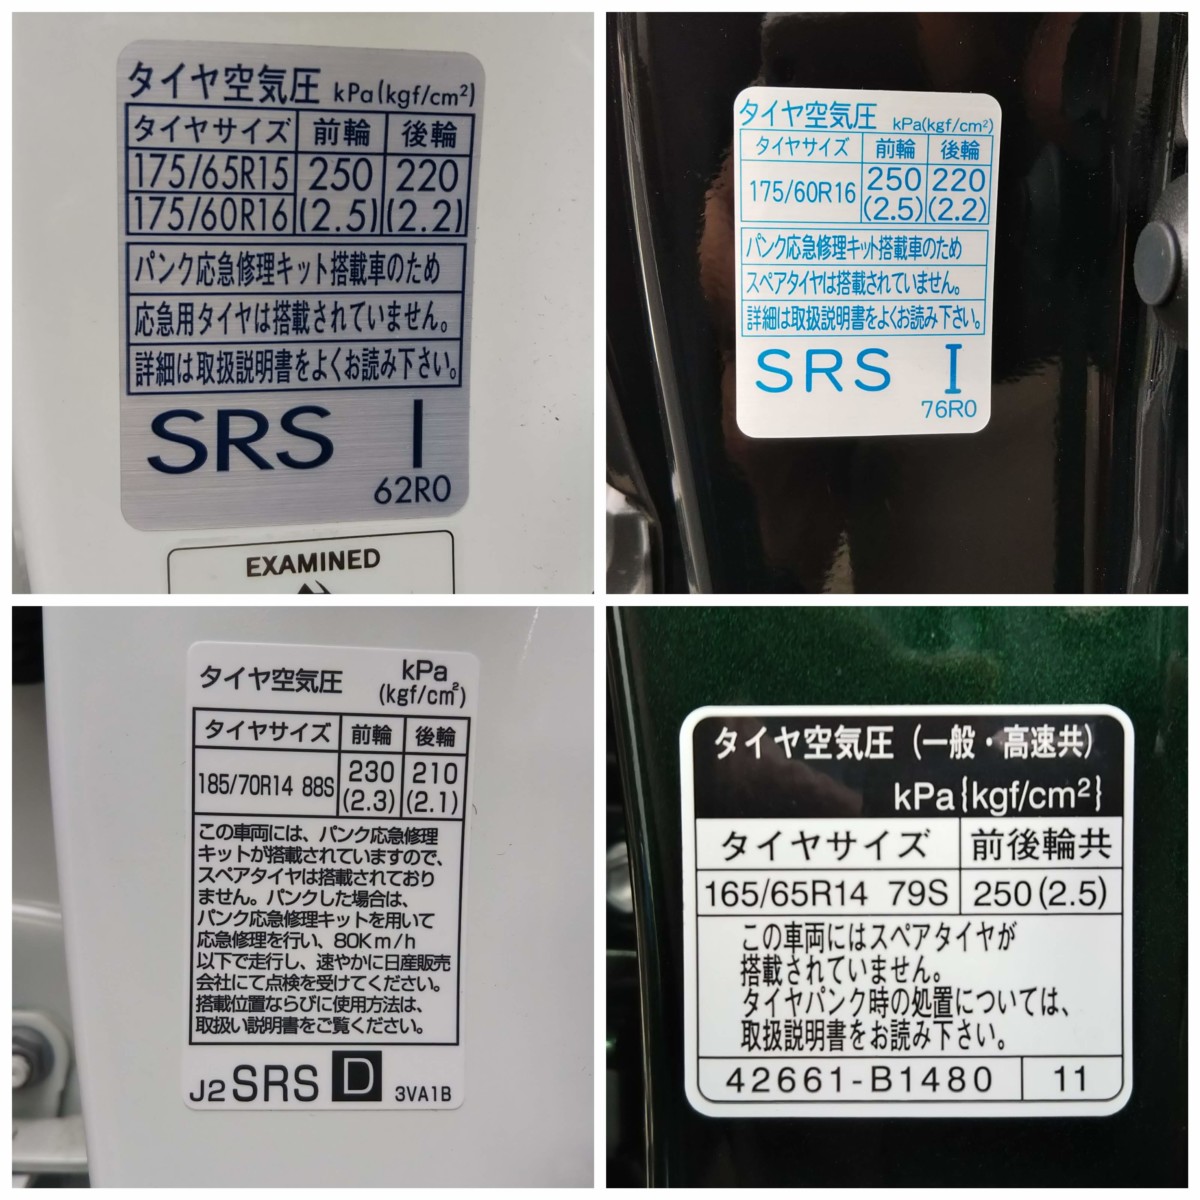 タイヤ空気圧 kPa(kgf/cm²)
タイヤサイズ 前輪 後輪
175/65R15 250 220
175/60R16 (2.5) (2.2)
パンク応急修理キット搭載車のため
応急用タイヤは搭載されていません。
詳細は取扱説明書をよくお読み下さい。
SRS I
62R0
EXAMINED
タイヤ空気圧 kPa(kgf/cm²)
タイヤサイズ 前輪 後輪
175/60R16 250 220
(2.5) (2.2)
パンク応急修理キット搭載車のため
スペアタイヤは搭載されていません。
詳細は取扱説明書をよくお読み下さい。
SRS I
76R0
タイヤ空気圧 kPa
(kgf/cm²)
タイヤサイズ 前輪 後輪
185/70R14 88S 230 210
(2.3) (2.1)
この車両には、パンク応急修理
キットが搭載されていますので、
スペアタイヤは搭載されており
ません。パンクした場合は、
パンク応急修理キットを用いて
応急修理を行い、80Km/h
以下で走行し、速やかに日産販売
会社にて点検を受けてください。
搭載位置ならびに使用方法は、
取扱い説明書をご覧ください。
J2 SRS D 3VA1B
タイヤ空気圧（一般・高速共）
kPa{kgf/cm²}
タイヤサイズ 前後輪共
165/65R14 79S 250(2.5)
この車両にはスペアタイヤが
搭載されていません。
タイヤパンク時の処置については、
取扱説明書をお読み下さい。
42661-B1480 11